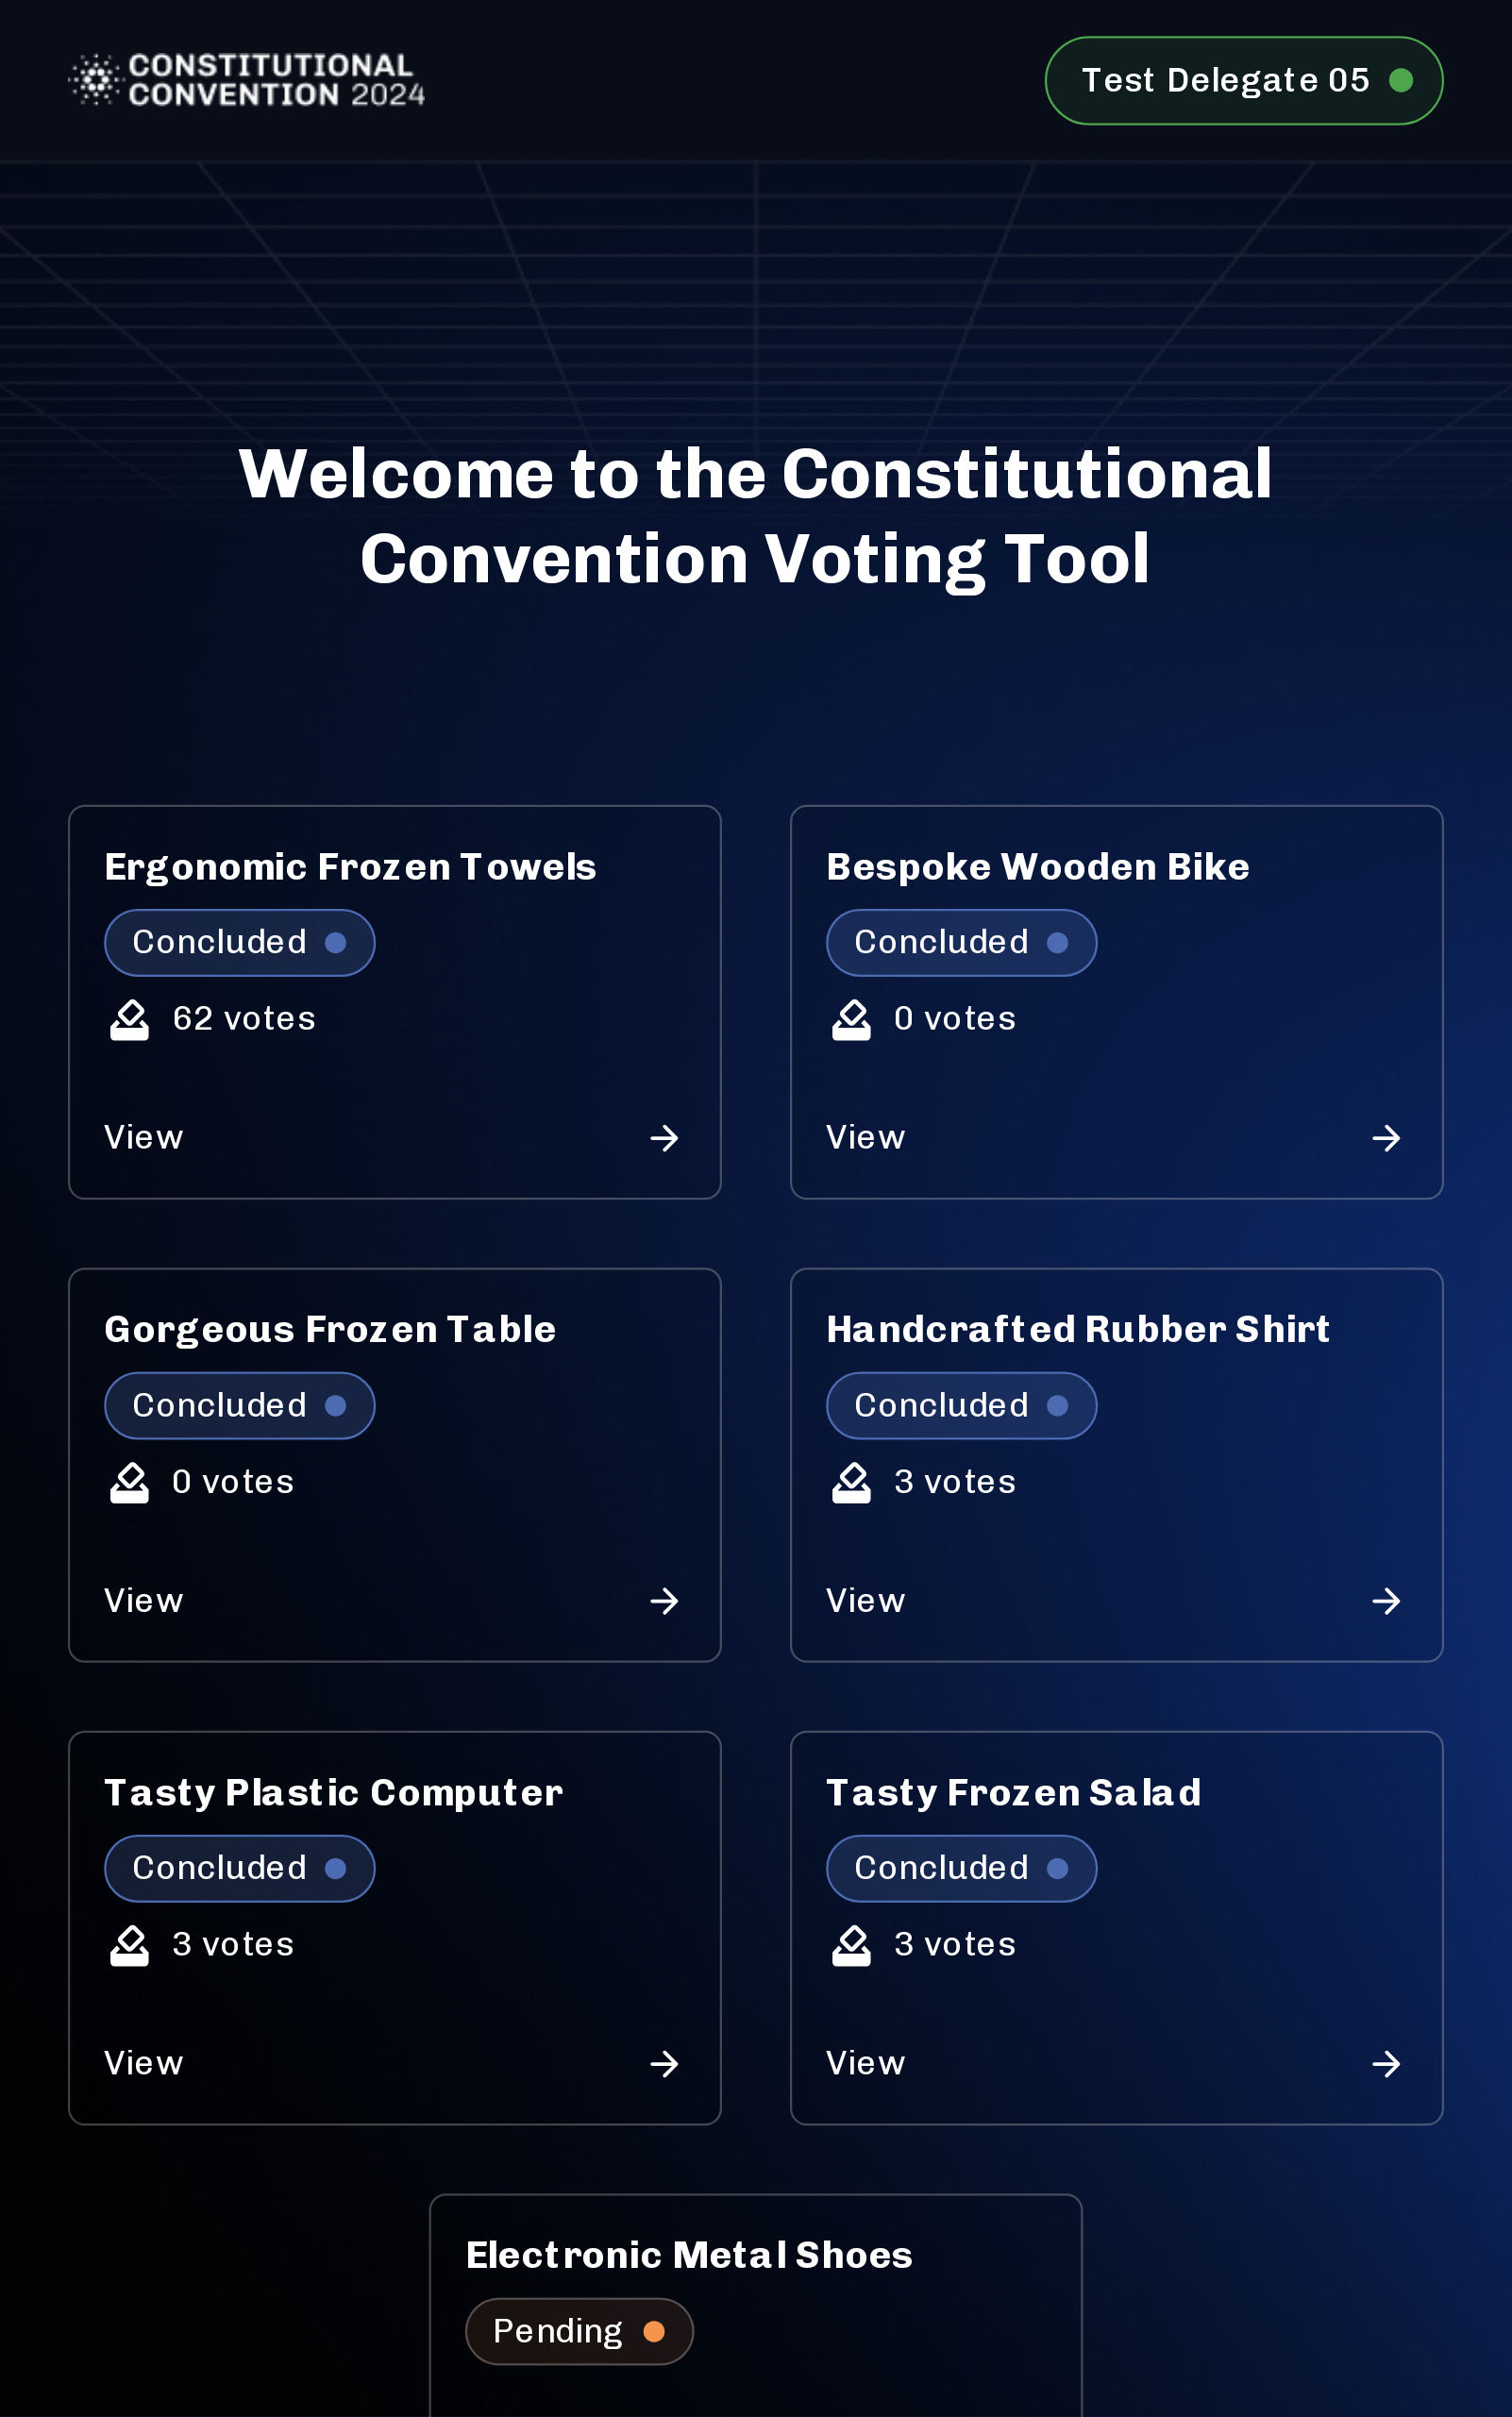 CONSTITUTIONAL
CONVENTION 2024
Test Delegate 05
Welcome to the Constitutional
Convention Voting Tool
Ergonomic Frozen Towels
Concluded
62 votes
View
Bespoke Wooden Bike
Concluded
0 votes
View
Gorgeous Frozen Table
Concluded
0 votes
View
Handcrafted Rubber Shirt
Concluded
3 votes
View
Tasty Plastic Computer
Concluded
3 votes
View
Tasty Frozen Salad
Concluded
3 votes
View
Electronic Metal Shoes
Pending